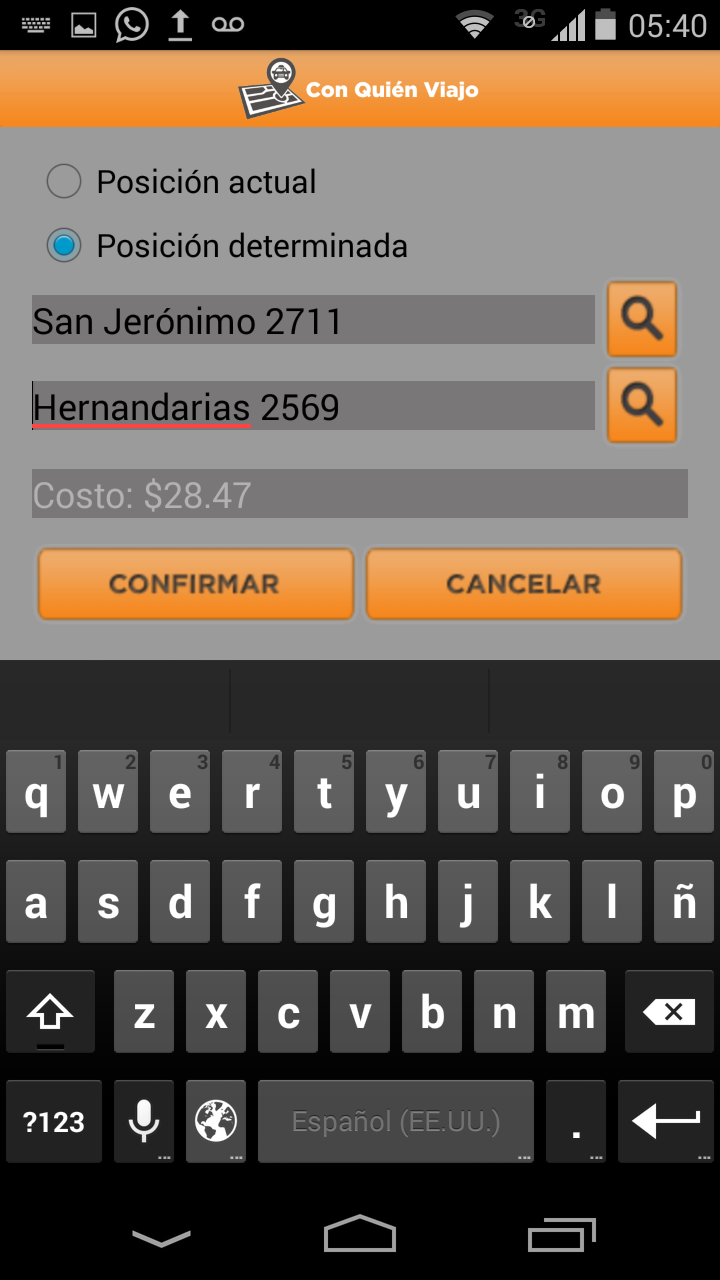 3G 05:40
Con Quién Viajo
Posición actual
Posición determinada
San Jerónimo 2711
Hernandarias 2569
Costo: $28.47
CONFIRMAR CANCELAR
1 2 3 4 5 6 7 8 9 0
q w e r t y u i o p
a s d f g h j k l ñ
z x c v b n m
?123 Español (EE.UU.) .